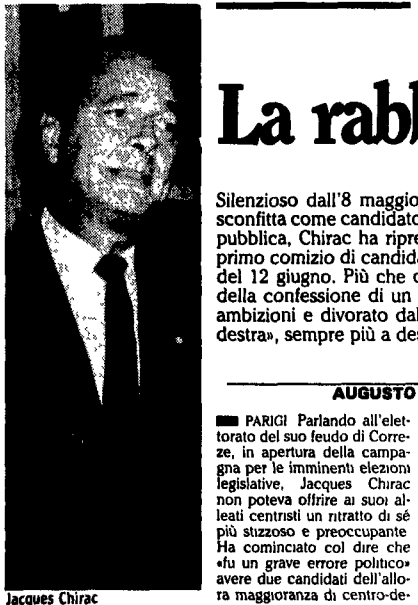 La rabb
Silenzioso dall'8 maggio
sconfitta come candidato
pubblica, Chirac ha ripre
primo comizio di candida
del 12 giugno. Più che c
della confessione di un
ambizioni e divorato dal
destra», sempre più a des
AUGUSTO
PARIGI Parlando all'elet-
torato del suo feudo di Corre-
ze, in apertura della campa-
gna per le imminenti elezioni
legislative, Jacques Chirac
non poteva offrire ai suoi al-
leati centristi un ritratto di sé
più stizzoso e preoccupante
Ha cominciato col dire che
«fu un grave errore politico»
avere due candidati dell'allo-
ra maggioranza di centro-de-
Jacques Chirac